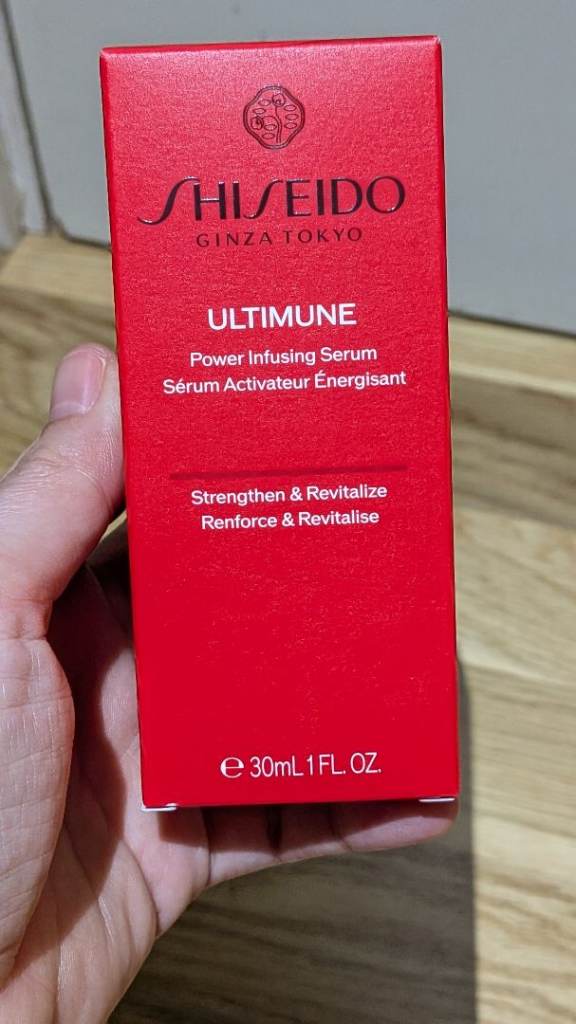 SHISEIDO
GINZA TOKYO
ULTIMUNE
Power Infusing Serum
Sérum Activateur Énergisant
Strengthen & Revitalize
Renforce & Revitalise
℮ 30mL 1 FL. OZ.